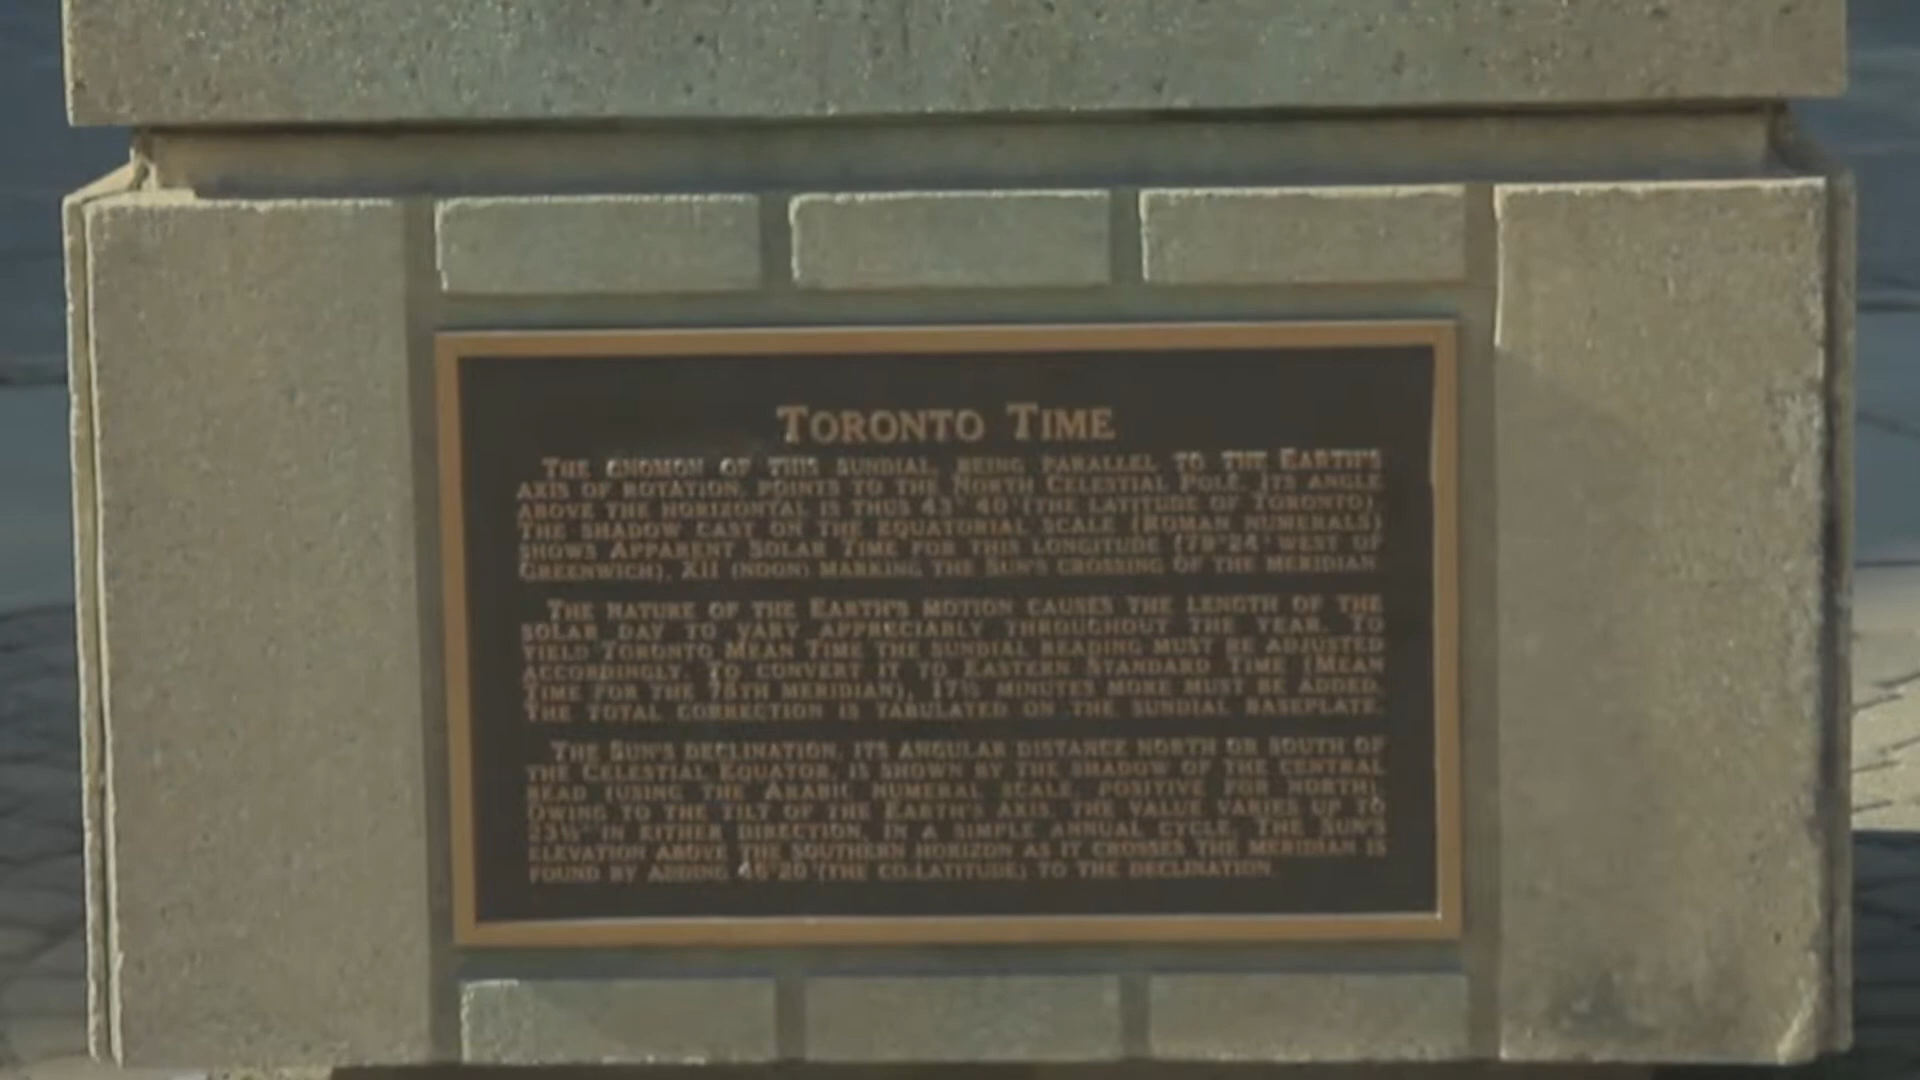 TORONTO TIME
THE GNOMON OF THIS SUNDIAL, BEING PARALLEL TO THE EARTH'S
AXIS OF ROTATION, POINTS TO THE NORTH CELESTIAL POLE. ITS ANGLE
ABOVE THE HORIZONTAL IS THUS 43° 40' (THE LATITUDE OF TORONTO).
THE SHADOW CAST ON THE EQUATORIAL SCALE (ROMAN NUMERALS)
SHOWS APPARENT SOLAR TIME FOR THIS LONGITUDE (79°24' WEST OF
GREENWICH), XII (NOON) MARKING THE SUN'S CROSSING OF THE MERIDIAN.
THE NATURE OF THE EARTH'S MOTION CAUSES THE LENGTH OF THE
SOLAR DAY TO VARY APPRECIABLY THROUGHOUT THE YEAR. TO
YIELD TORONTO MEAN TIME THE SUNDIAL READING MUST BE ADJUSTED
ACCORDINGLY. TO CONVERT IT TO EASTERN STANDARD TIME (MEAN
TIME FOR THE 75TH MERIDIAN), 17½ MINUTES MORE MUST BE ADDED.
THE TOTAL CORRECTION IS TABULATED ON THE SUNDIAL BASEPLATE.
THE SUN'S DECLINATION, ITS ANGULAR DISTANCE NORTH OR SOUTH OF
THE CELESTIAL EQUATOR, IS SHOWN BY THE SHADOW OF THE CENTRAL
BEAD (USING THE ARABIC NUMERAL SCALE, POSITIVE FOR NORTH).
OWING TO THE TILT OF THE EARTH'S AXIS, THE VALUE VARIES UP TO
23½° IN EITHER DIRECTION, IN A SIMPLE ANNUAL CYCLE. THE SUN'S
ELEVATION ABOVE THE SOUTHERN HORIZON AS IT CROSSES THE MERIDIAN IS
FOUND BY ADDING 46°20' (THE CO-LATITUDE) TO THE DECLINATION.